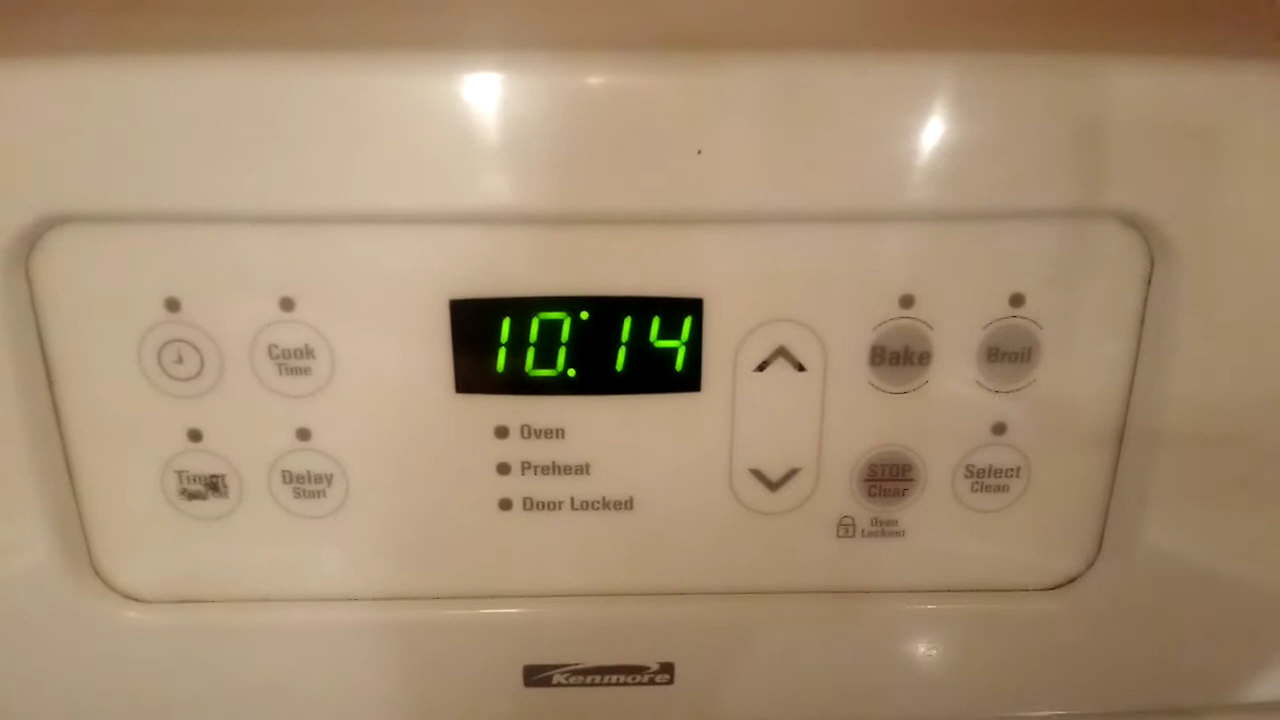 10:14
Cook
Time
Bake
Broil
Oven
Preheat
Door Locked
Timer
Delay
Start
STOP
Clear
Select
Clean
Oven
Lockout
Kenmore